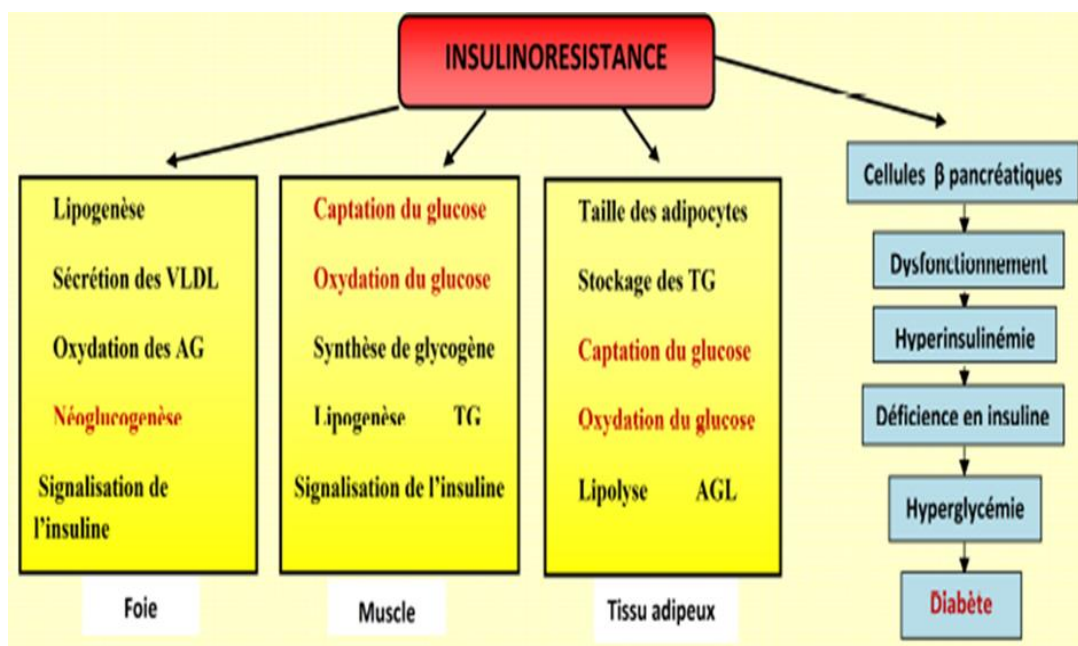 INSULINORESISTANCE
Lipogenèse
Sécrétion des VLDL
Oxydation des AG
Néoglucogenèse
Signalisation de
l'insuline
Foie
Captation du glucose
Oxydation du glucose
Synthèse de glycogène
Lipogenèse TG
Signalisation de l'insuline
Muscle
Taille des adipocytes
Stockage des TG
Captation du glucose
Oxydation du glucose
Lipolyse AGL
Tissu adipeux
Cellules β pancréatiques
Dysfonctionnement
Hyperinsulinémie
Déficience en insuline
Hyperglycémie
Diabète